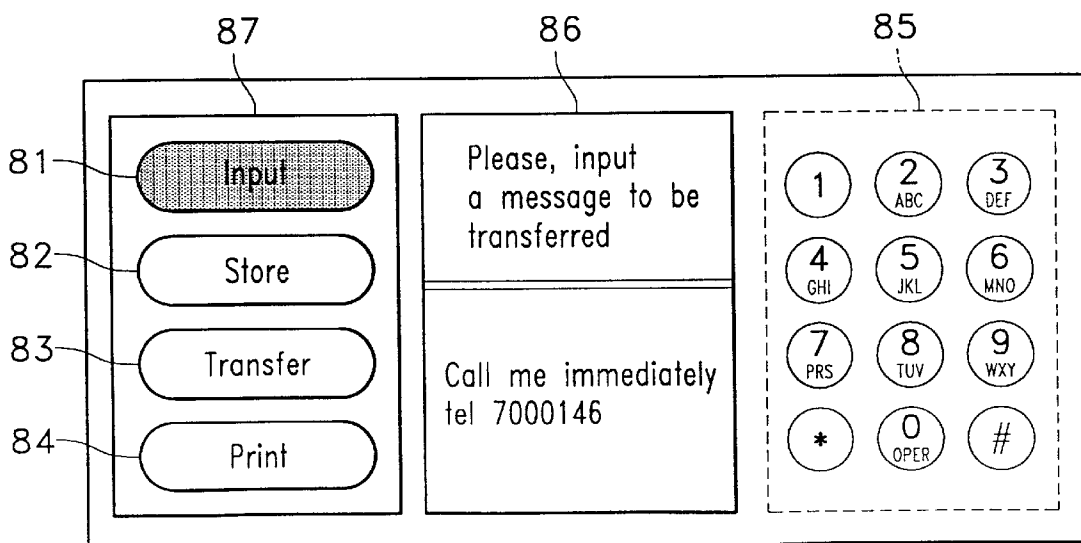 87
86
85
81
Input
82
Store
83
Transfer
84
Print
Please, input
a message to be
transferred
Call me immediately
tel 7000146
1
2
ABC
3
DEF
4
GHI
5
JKL
6
MNO
7
PRS
8
TUV
9
WXY
*
0
OPER
#